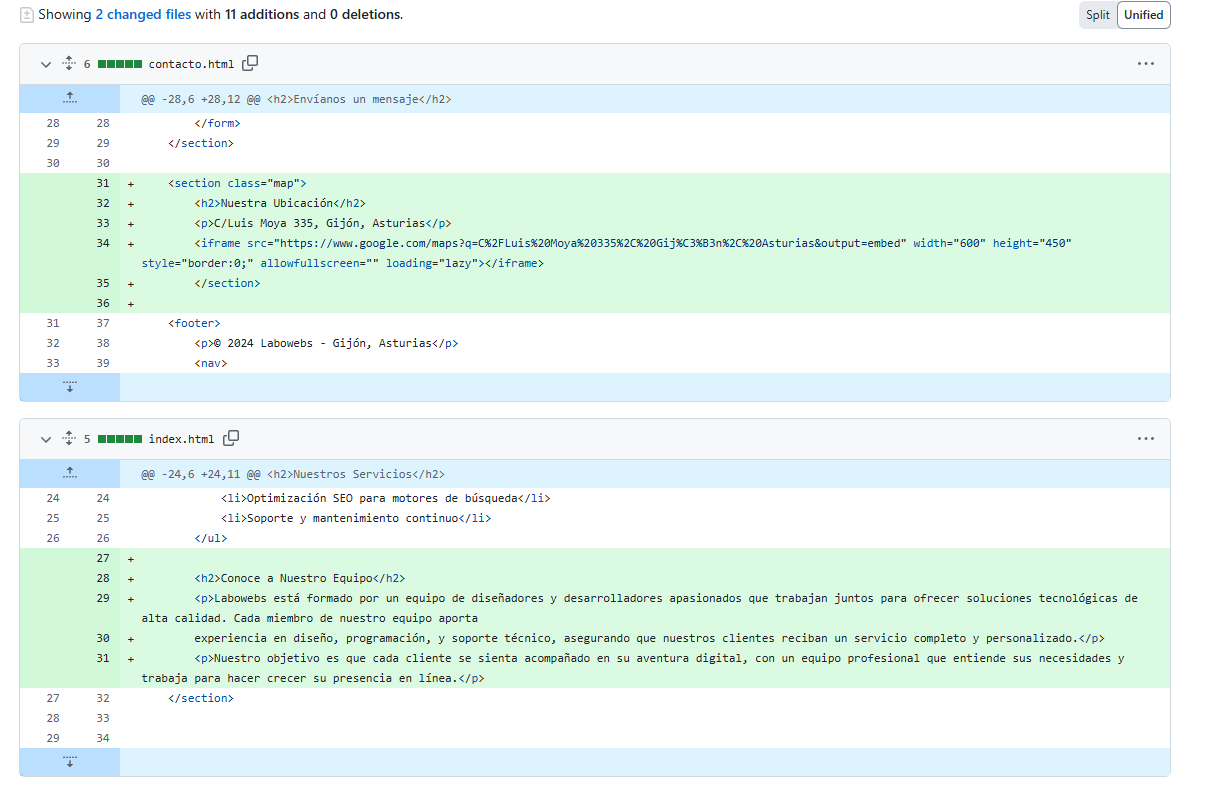 Showing 2 changed files with 11 additions and 0 deletions.
Split Unified
6 contacto.html
@@ -28,6 +28,12 @@ <h2>Envíanos un mensaje</h2>
28 28 </form>
29 29 </section>
30 30
31 + <section class="map">
32 + <h2>Nuestra Ubicación</h2>
33 + <p>C/Luis Moya 335, Gijón, Asturias</p>
34 + <iframe src="https://www.google.com/maps?q=C%2FLuis%20Moya%20335%2C%20Gij%C3%B3n%2C%20Asturias&output=embed" width="600" height="450"
style="border:0;" allowfullscreen="" loading="lazy"></iframe>
35 + </section>
36 +
31 37 <footer>
32 38 <p>© 2024 Labowebs - Gijón, Asturias</p>
33 39 <nav>
5 index.html
@@ -24,6 +24,11 @@ <h2>Nuestros Servicios</h2>
24 24 <li>Optimización SEO para motores de búsqueda</li>
25 25 <li>Soporte y mantenimiento continuo</li>
26 26 </ul>
27 +
28 + <h2>Conoce a Nuestro Equipo</h2>
29 + <p>Labowebs está formado por un equipo de diseñadores y desarrolladores apasionados que trabajan juntos para ofrecer soluciones tecnológicas de
alta calidad. Cada miembro de nuestro equipo aporta
30 + experiencia en diseño, programación, y soporte técnico, asegurando que nuestros clientes reciban un servicio completo y personalizado.</p>
31 + <p>Nuestro objetivo es que cada cliente se sienta acompañado en su aventura digital, con un equipo profesional que entiende sus necesidades y
trabaja para hacer crecer su presencia en línea.</p>
27 32 </section>
28 33
29 34